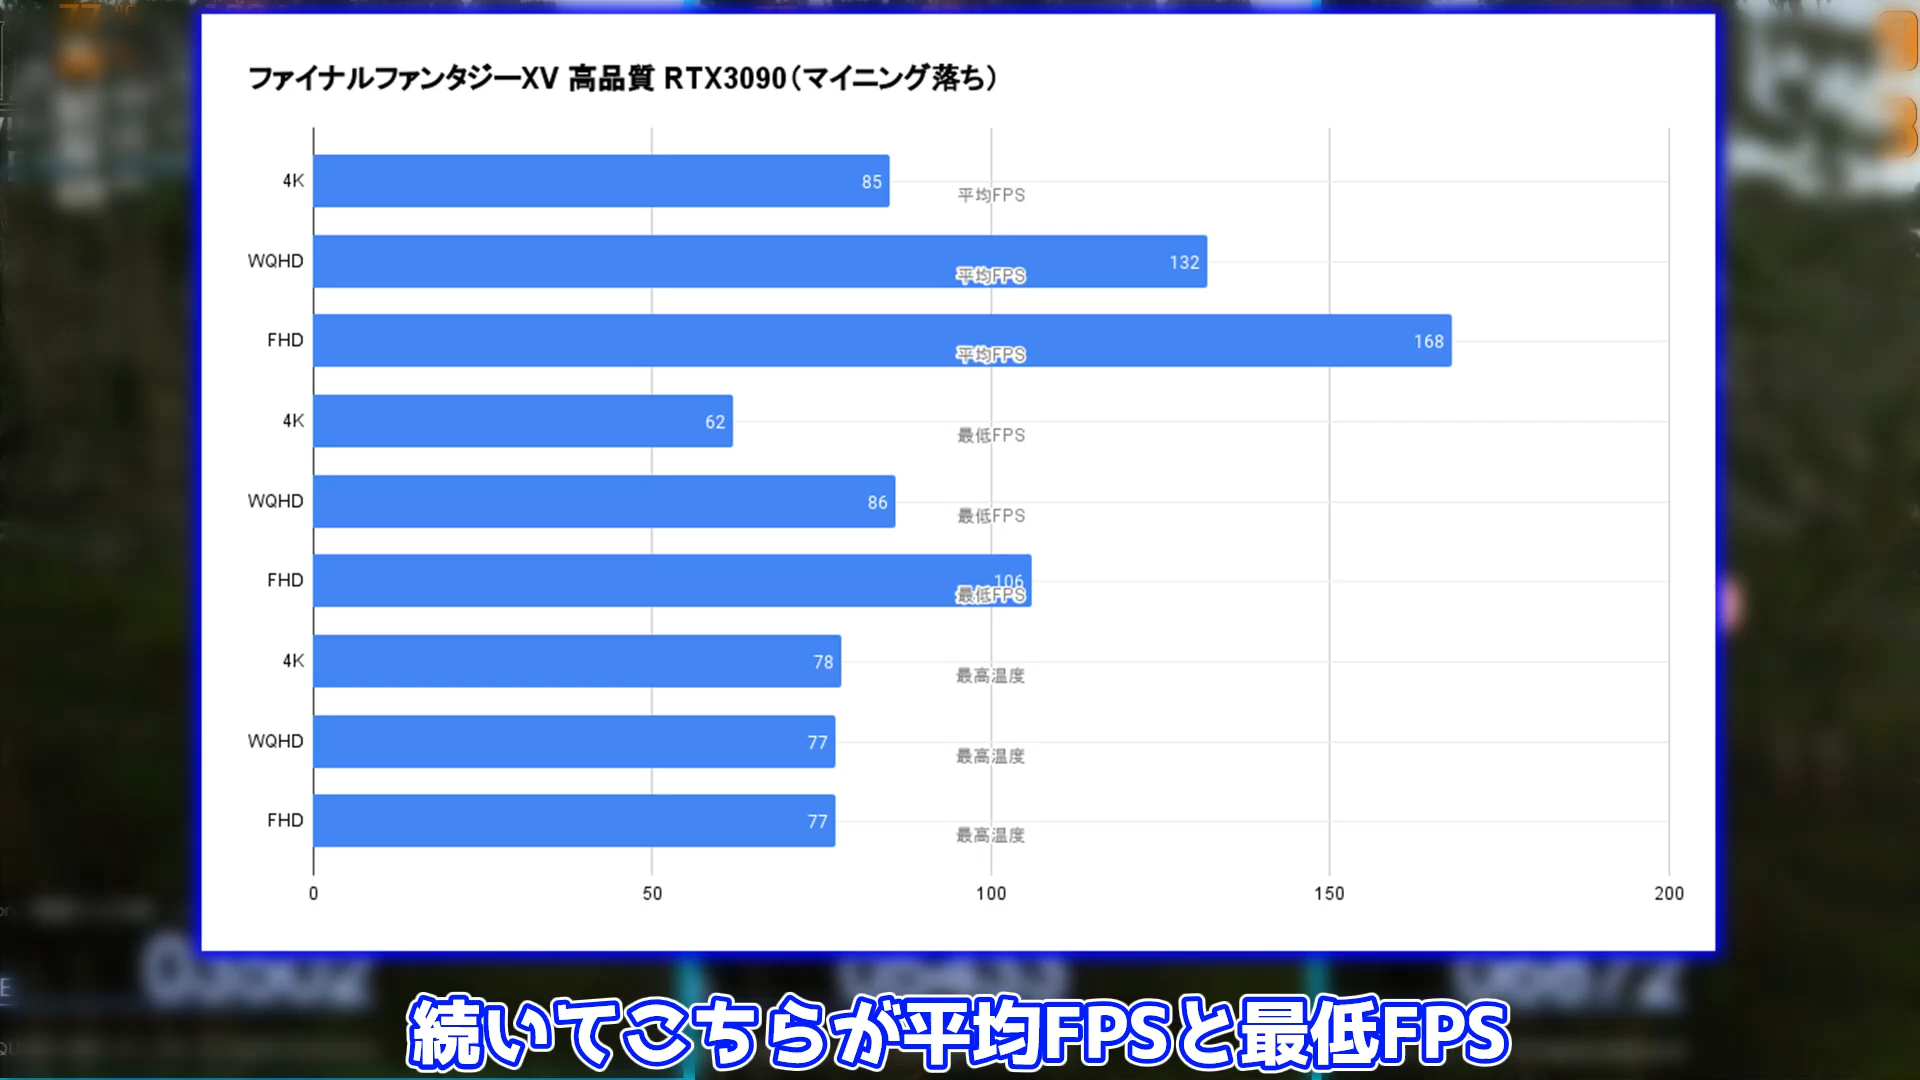 ファイナルファンタジーXV 高品質 RTX3090(マイニング落ち)
4K 85 平均FPS
WQHD 132 平均FPS
FHD 168 平均FPS
4K 62 最低FPS
WQHD 86 最低FPS
FHD 106 最低FPS
4K 78 最高温度
WQHD 77 最高温度
FHD 77 最高温度
0 50 100 150 200
続いてこちらが平均FPSと最低FPS